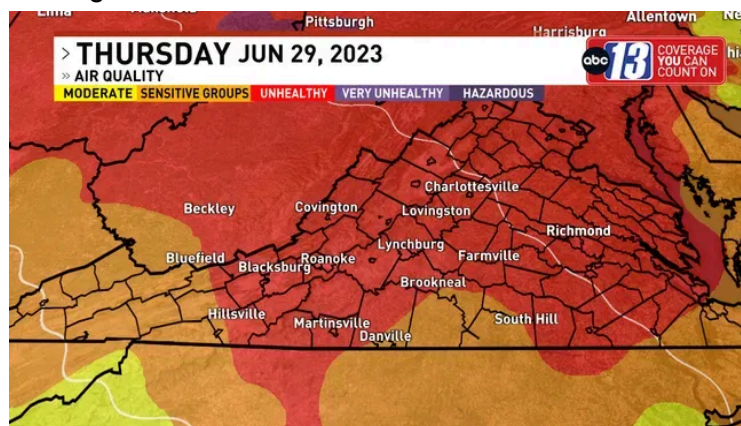 Pittsburgh
Allentown
Harrisburg
> THURSDAY JUN 29, 2023
» AIR QUALITY
abc 13 COVERAGE
YOU CAN
COUNT ON
MODERATE SENSITIVE GROUPS UNHEALTHY VERY UNHEALTHY HAZARDOUS
Charlottesville
Beckley
Covington
Lovingston
Richmond
Lynchburg
Bluefield
Blacksburg
Roanoke
Farmville
Brookneal
Hillsville
Martinsville
South Hill
Danville